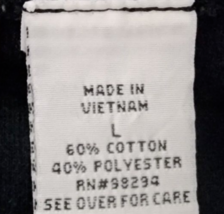 MADE IN
VIETNAM
L
60% COTTON
40% POLYESTER
RN#98294
SEE OVER FOR CARE